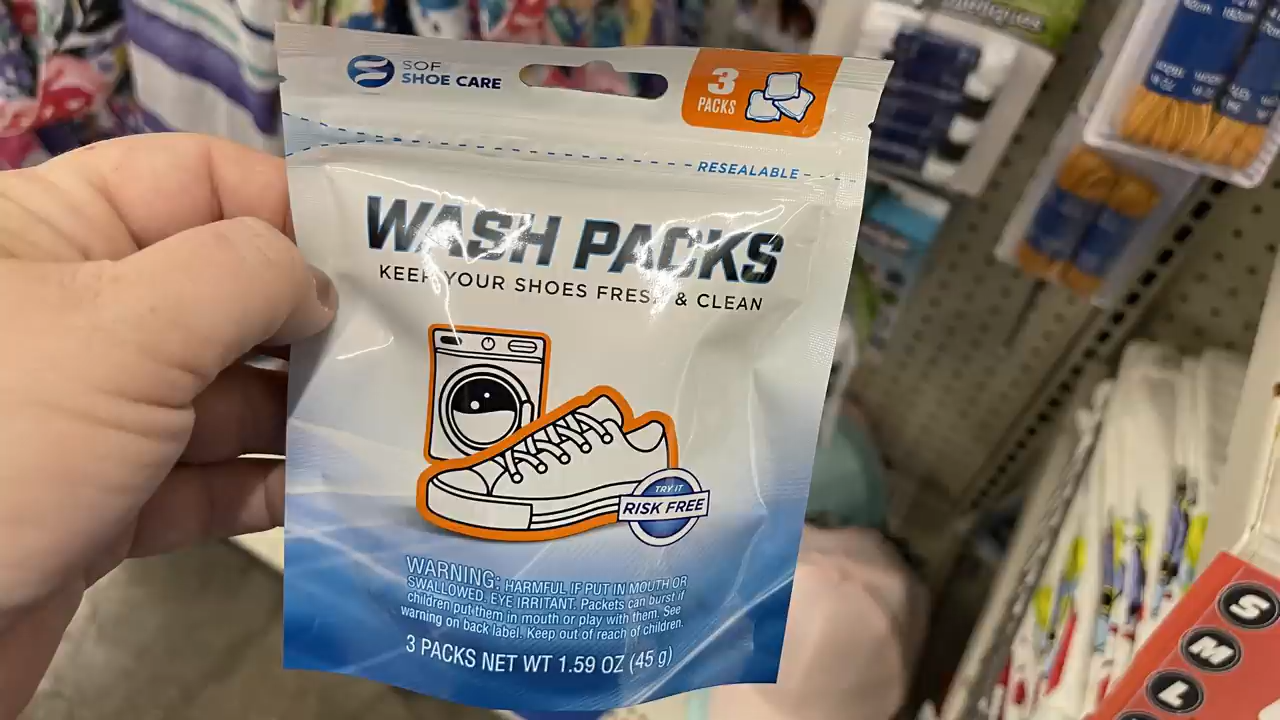 SOF
SHOE CARE
3
PACKS
RESEALABLE
WASH PACKS
KEEP YOUR SHOES FRESH & CLEAN
TRY IT
RISK FREE
WARNING: HARMFUL IF PUT IN MOUTH OR
SWALLOWED. EYE IRRITANT. Packets can burst if
children put them in mouth or play with them. See
warning on back label. Keep out of reach of children.
3 PACKS NET WT 1.59 OZ (45 g)
S
M
L